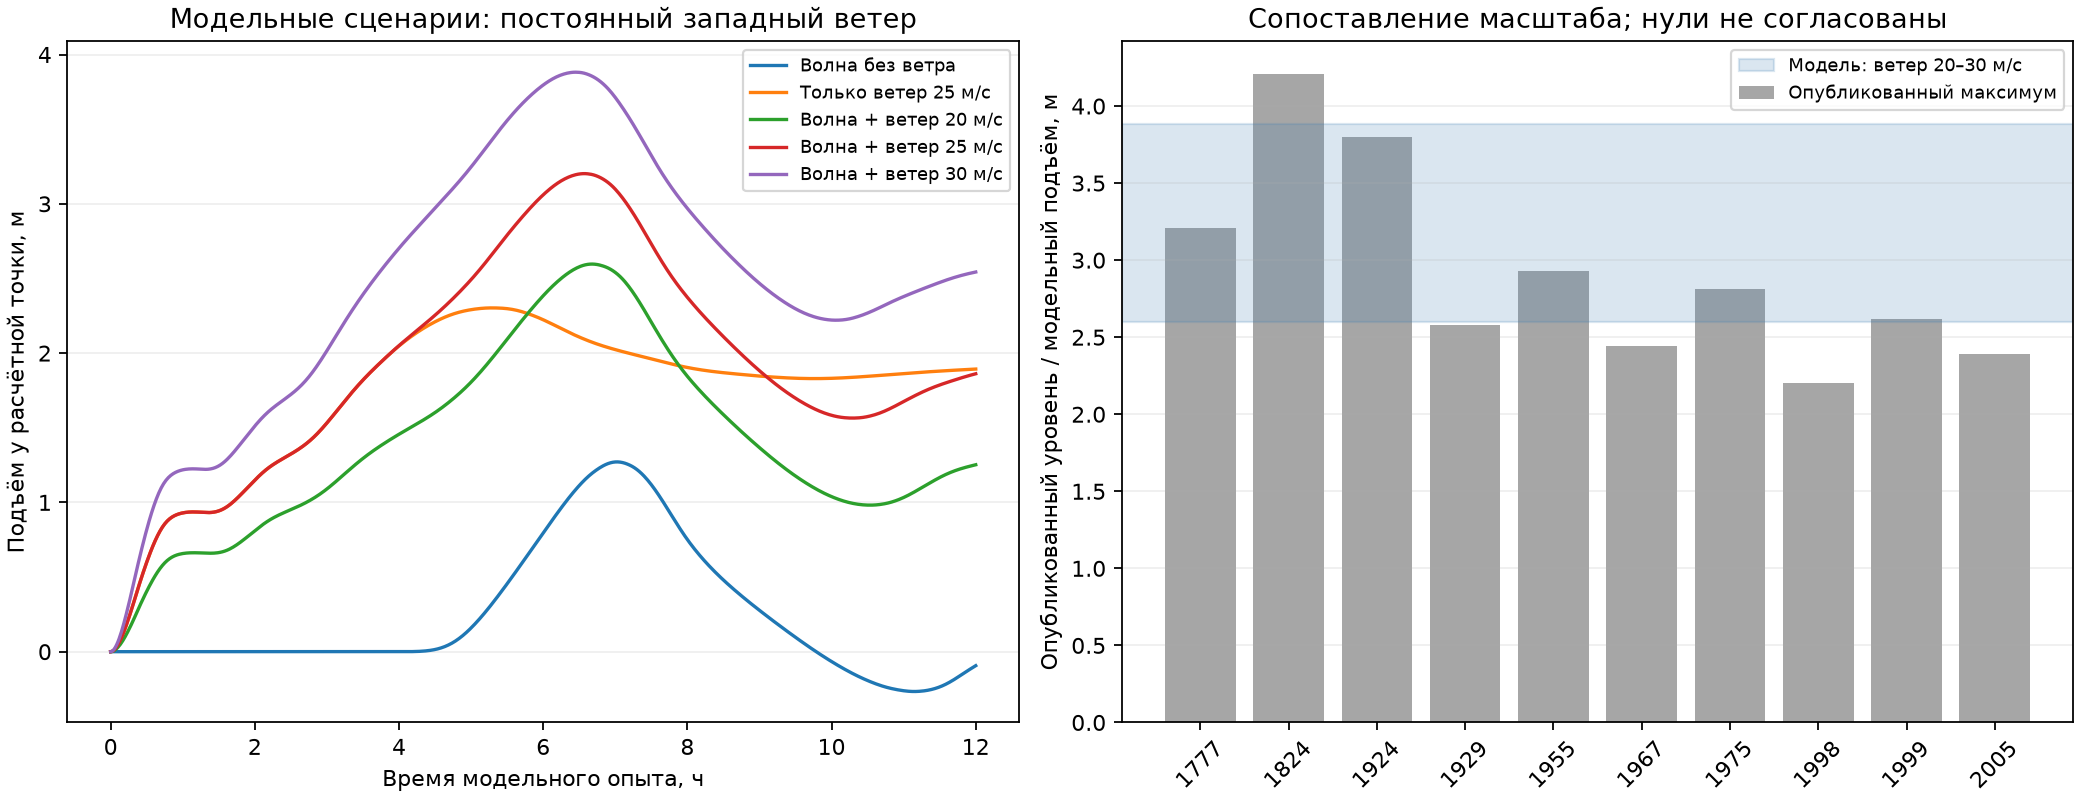 Модельные сценарии: постоянный западный ветер
Подъём у расчётной точки, м
4
3
2
1
0
Волна без ветра
Только ветер 25 м/с
Волна + ветер 20 м/с
Волна + ветер 25 м/с
Волна + ветер 30 м/с
0 2 4 6 8 10 12
Время модельного опыта, ч
Сопоставление масштаба; нули не согласованы
Опубликованный уровень / модельный подъём, м
4.0
3.5
3.0
2.5
2.0
1.5
1.0
0.5
0.0
Модель: ветер 20–30 м/с
Опубликованный максимум
1777 1824 1924 1929 1955 1967 1975 1998 1999 2005